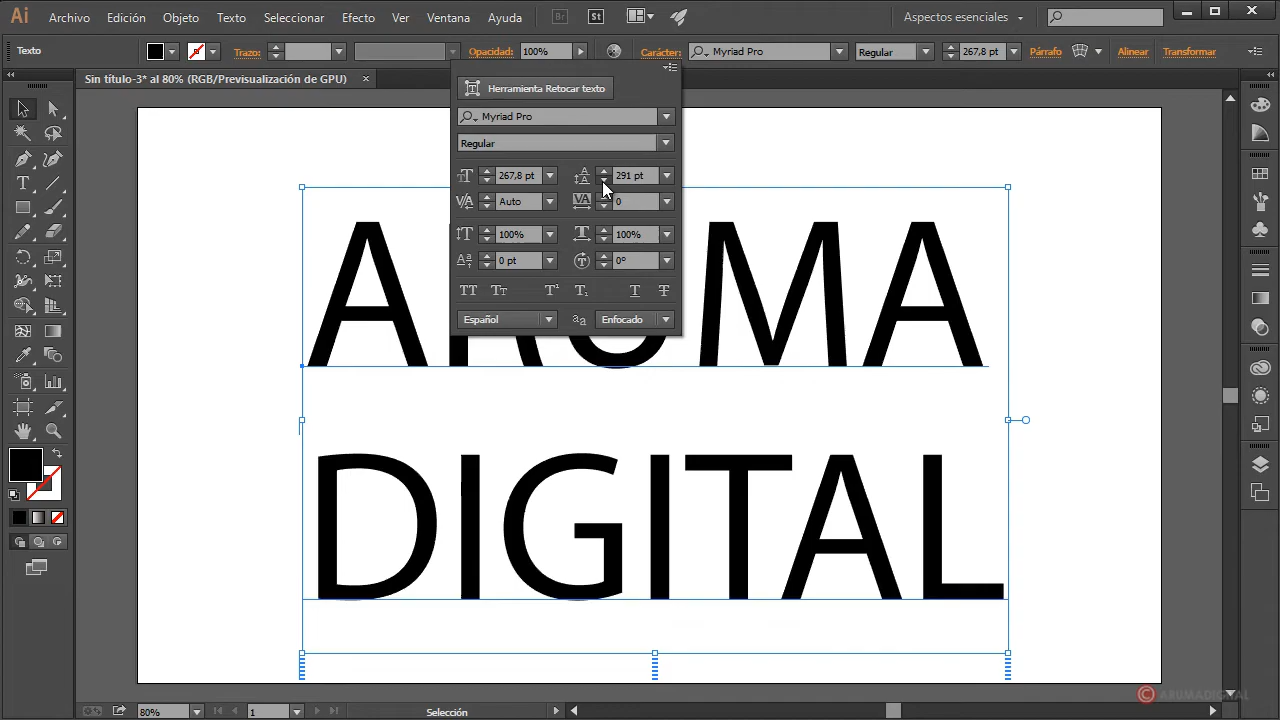 Ai Archivo Edición Objeto Texto Seleccionar Efecto Ver Ventana Ayuda Br St Aspectos esenciales
Texto Trazo: Opacidad: 100% Carácter: Myriad Pro Regular 267,8 pt Párrafo Alinear Transformar
Sin título-3* al 80% (RGB/Previsualización de GPU) ×
Herramienta Retocar texto
Myriad Pro
Regular
267,8 pt 291 pt
Auto 0
100% 100%
0 pt 0°
Español Enfocado
AROMA
DIGITAL
© ARUMADIGITAL
80% 1 Selección